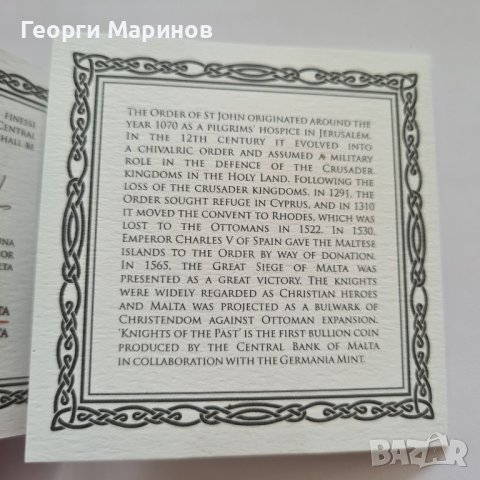 Георги Маринов
FINESSE
CENTRAL
SHALL BE
THE ORDER OF ST JOHN ORIGINATED AROUND THE
YEAR 1070 AS A PILGRIMS' HOSPICE IN JERUSALEM.
IN THE 12TH CENTURY IT EVOLVED INTO
A CHIVALRIC ORDER AND ASSUMED A MILITARY
ROLE IN THE DEFENCE OF THE CRUSADER
KINGDOMS IN THE HOLY LAND. FOLLOWING THE
LOSS OF THE CRUSADER KINGDOMS, IN 1291, THE
ORDER SOUGHT REFUGE IN CYPRUS, AND IN 1310
IT MOVED THE CONVENT TO RHODES, WHICH WAS
LOST TO THE OTTOMANS IN 1522. IN 1530,
EMPEROR CHARLES V OF SPAIN GAVE THE MALTESE
ISLANDS TO THE ORDER BY WAY OF DONATION.
IN 1565, THE GREAT SIEGE OF MALTA WAS
PRESENTED AS A GREAT VICTORY. THE KNIGHTS
WERE WIDELY REGARDED AS CHRISTIAN HEROES
AND MALTA WAS PROJECTED AS A BULWARK OF
CHRISTENDOM AGAINST OTTOMAN EXPANSION.
'KNIGHTS OF THE PAST' IS THE FIRST BULLION COIN
PRODUCED BY THE CENTRAL BANK OF MALTA
IN COLLABORATION WITH THE GERMANIA MINT.
BAZAR